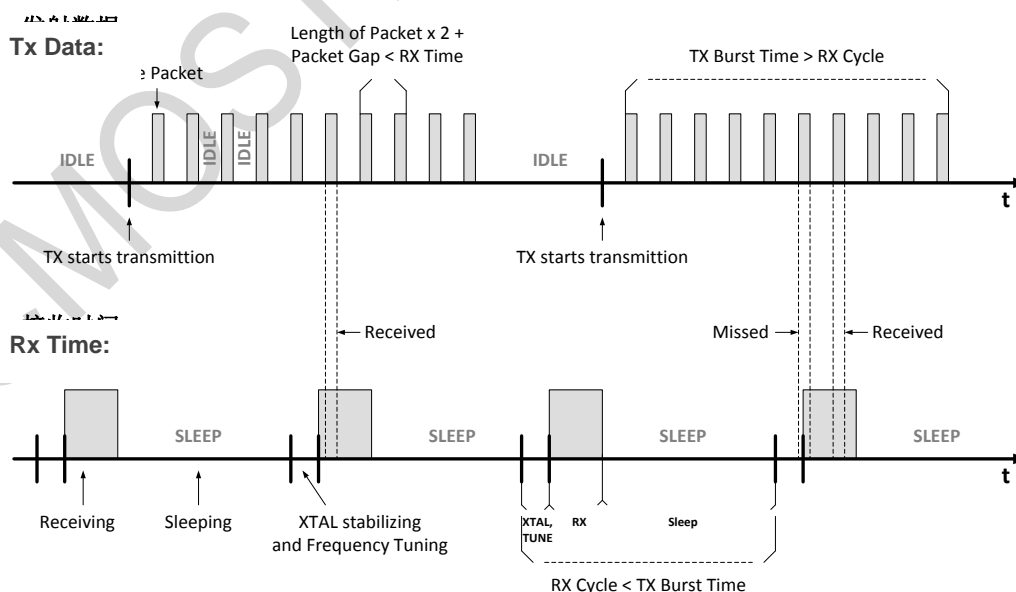 Tx Data:
Length of Packet x 2 +
Packet Gap < RX Time
TX Burst Time > RX Cycle
Packet
IDLE
IDLE
IDLE
IDLE
t
TX starts transmittion
TX starts transmittion
Received
Missed
Received
Rx Time:
SLEEP
SLEEP
SLEEP
SLEEP
t
Receiving
Sleeping
XTAL stabilizing
and Frequency Tuning
XTAL,
TUNE
RX
Sleep
RX Cycle < TX Burst Time